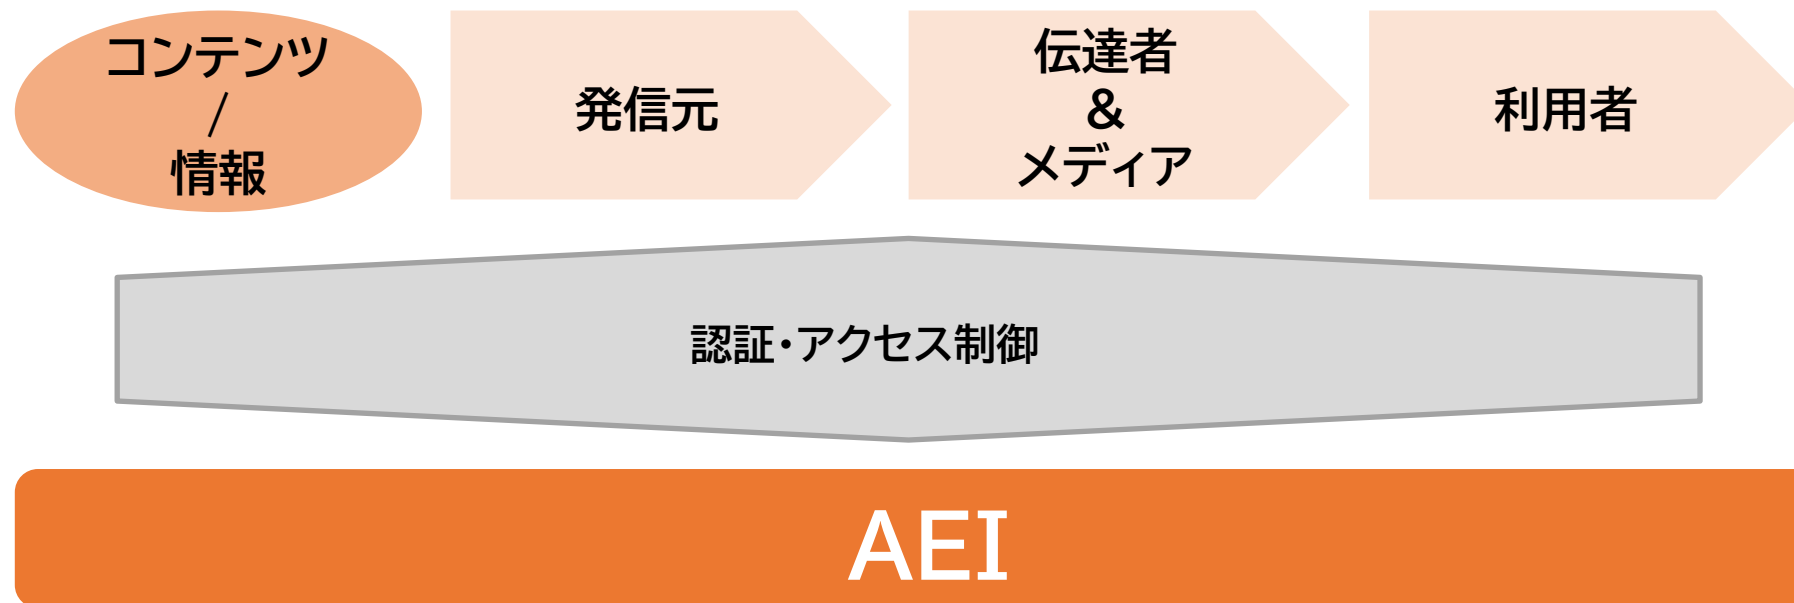 コンテンツ
/
情報
発信元
伝達者
&
メディア
利用者
認証・アクセス制御
AEI